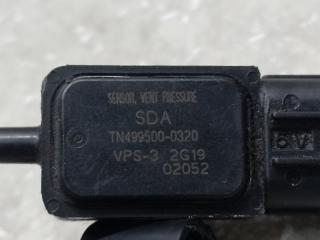 SENSOR, VENT PRESSURE
SDA
TN499500-0320
VPS-3 2G19
02052